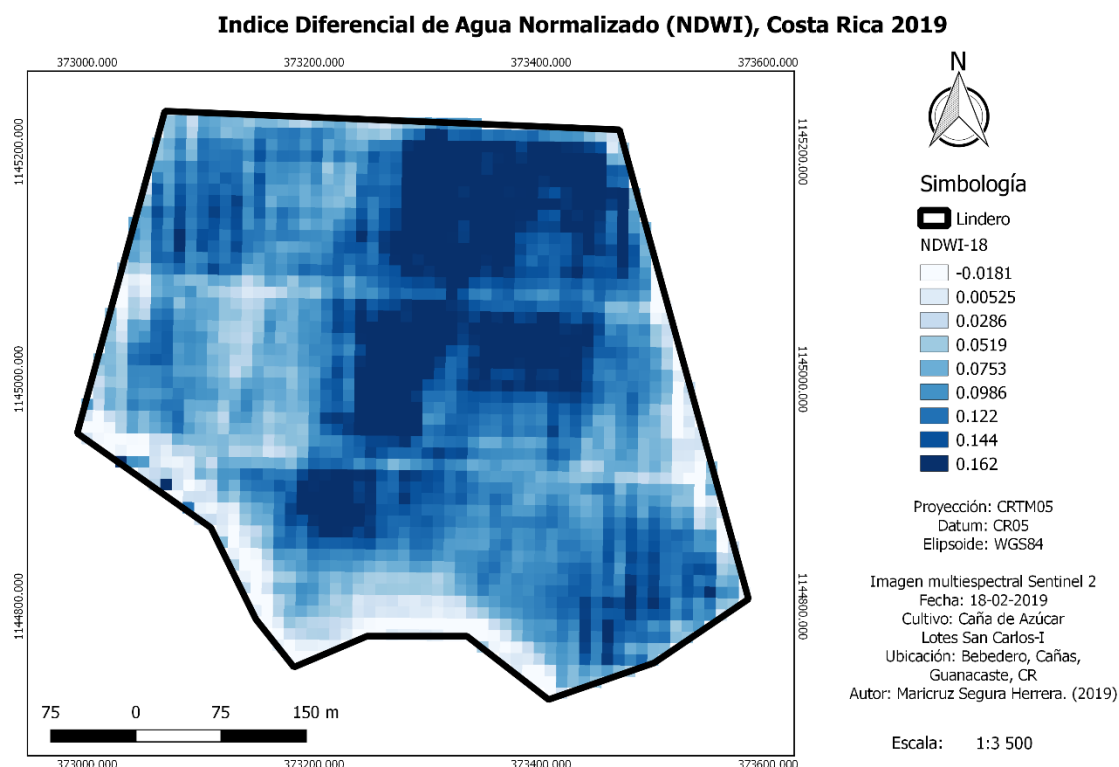 Indice Diferencial de Agua Normalizado (NDWI), Costa Rica 2019
373000.000 373200.000 373400.000 373600.000
1145200.000 1145200.000
1145000.000 1145000.000
1144800.000 1144800.000
75 0 75 150 m
373000.000 373200.000 373400.000 373600.000
N
Simbología
Lindero
NDWI-18
-0.0181
0.00525
0.0286
0.0519
0.0753
0.0986
0.122
0.144
0.162
Proyección: CRTM05
Datum: CR05
Elipsoide: WGS84
Imagen multiespectral Sentinel 2
Fecha: 18-02-2019
Cultivo: Caña de Azúcar
Lotes San Carlos-I
Ubicación: Bebedero, Cañas,
Guanacaste, CR
Autor: Maricruz Segura Herrera. (2019)
Escala: 1:3 500